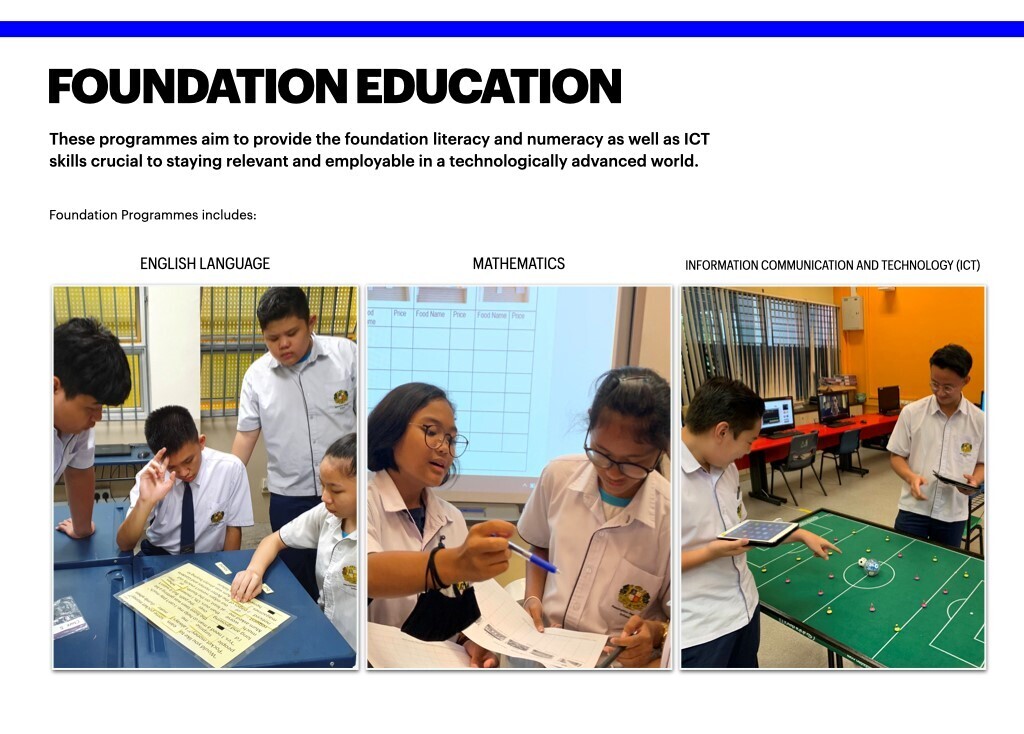 FOUNDATION EDUCATION
These programmes aim to provide the foundation literacy and numeracy as well as ICT
skills crucial to staying relevant and employable in a technologically advanced world.
Foundation Programmes includes:
ENGLISH LANGUAGE
MATHEMATICS
INFORMATION COMMUNICATION AND TECHNOLOGY (ICT)
Price Food Name Price Food Name Price